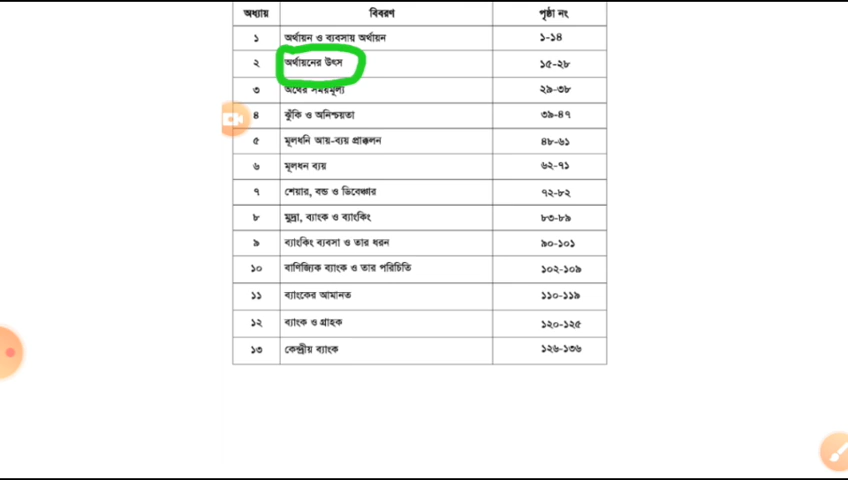 অধ্যায় বিবরণ পৃষ্ঠা নং
১ অর্থায়ন ও ব্যবসায় অর্থায়ন ১-১৪
২ অর্থায়নের উৎস ১৫-২৮
৩ অর্থের সময়মূল্য ২৯-৩৮
৪ ঝুঁকি ও অনিশ্চয়তা ৩৯-৪৭
৫ মূলধনি আয়-ব্যয় প্রাক্কলন ৪৮-৬১
৬ মূলধন ব্যয় ৬২-৭১
৭ শেয়ার, বন্ড ও ডিবেঞ্চার ৭২-৮২
৮ মুদ্রা, ব্যাংক ও ব্যাংকিং ৮৩-৮৯
৯ ব্যাংকিং ব্যবসা ও তার ধরন ৯০-১০১
১০ বাণিজ্যিক ব্যাংক ও তার পরিচিতি ১০২-১০৯
১১ ব্যাংকের আমানত ১১০-১১৯
১২ ব্যাংক ও গ্রাহক ১২০-১২৫
১৩ কেন্দ্রীয় ব্যাংক ১২৬-১৩৬